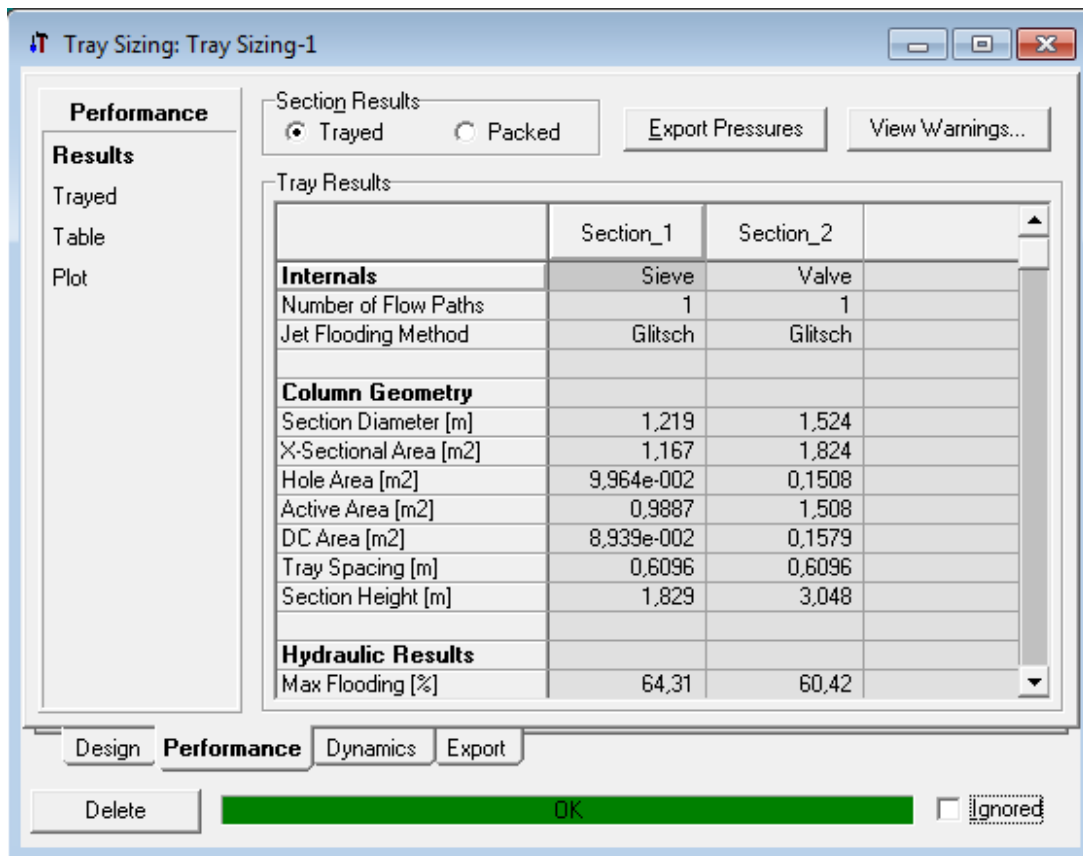 Tray Sizing: Tray Sizing-1
Performance
Results
Trayed
Table
Plot
Section Results
Trayed Packed
Export Pressures
View Warnings...
Tray Results
Section_1 Section_2
Internals Sieve Valve
Number of Flow Paths 1 1
Jet Flooding Method Glitsch Glitsch
Column Geometry
Section Diameter [m] 1,219 1,524
X-Sectional Area [m2] 1,167 1,824
Hole Area [m2] 9,964e-002 0,1508
Active Area [m2] 0,9887 1,508
DC Area [m2] 8,939e-002 0,1579
Tray Spacing [m] 0,6096 0,6096
Section Height [m] 1,829 3,048
Hydraulic Results
Max Flooding [%] 64,31 60,42
Design Performance Dynamics Export
Delete OK Ignored